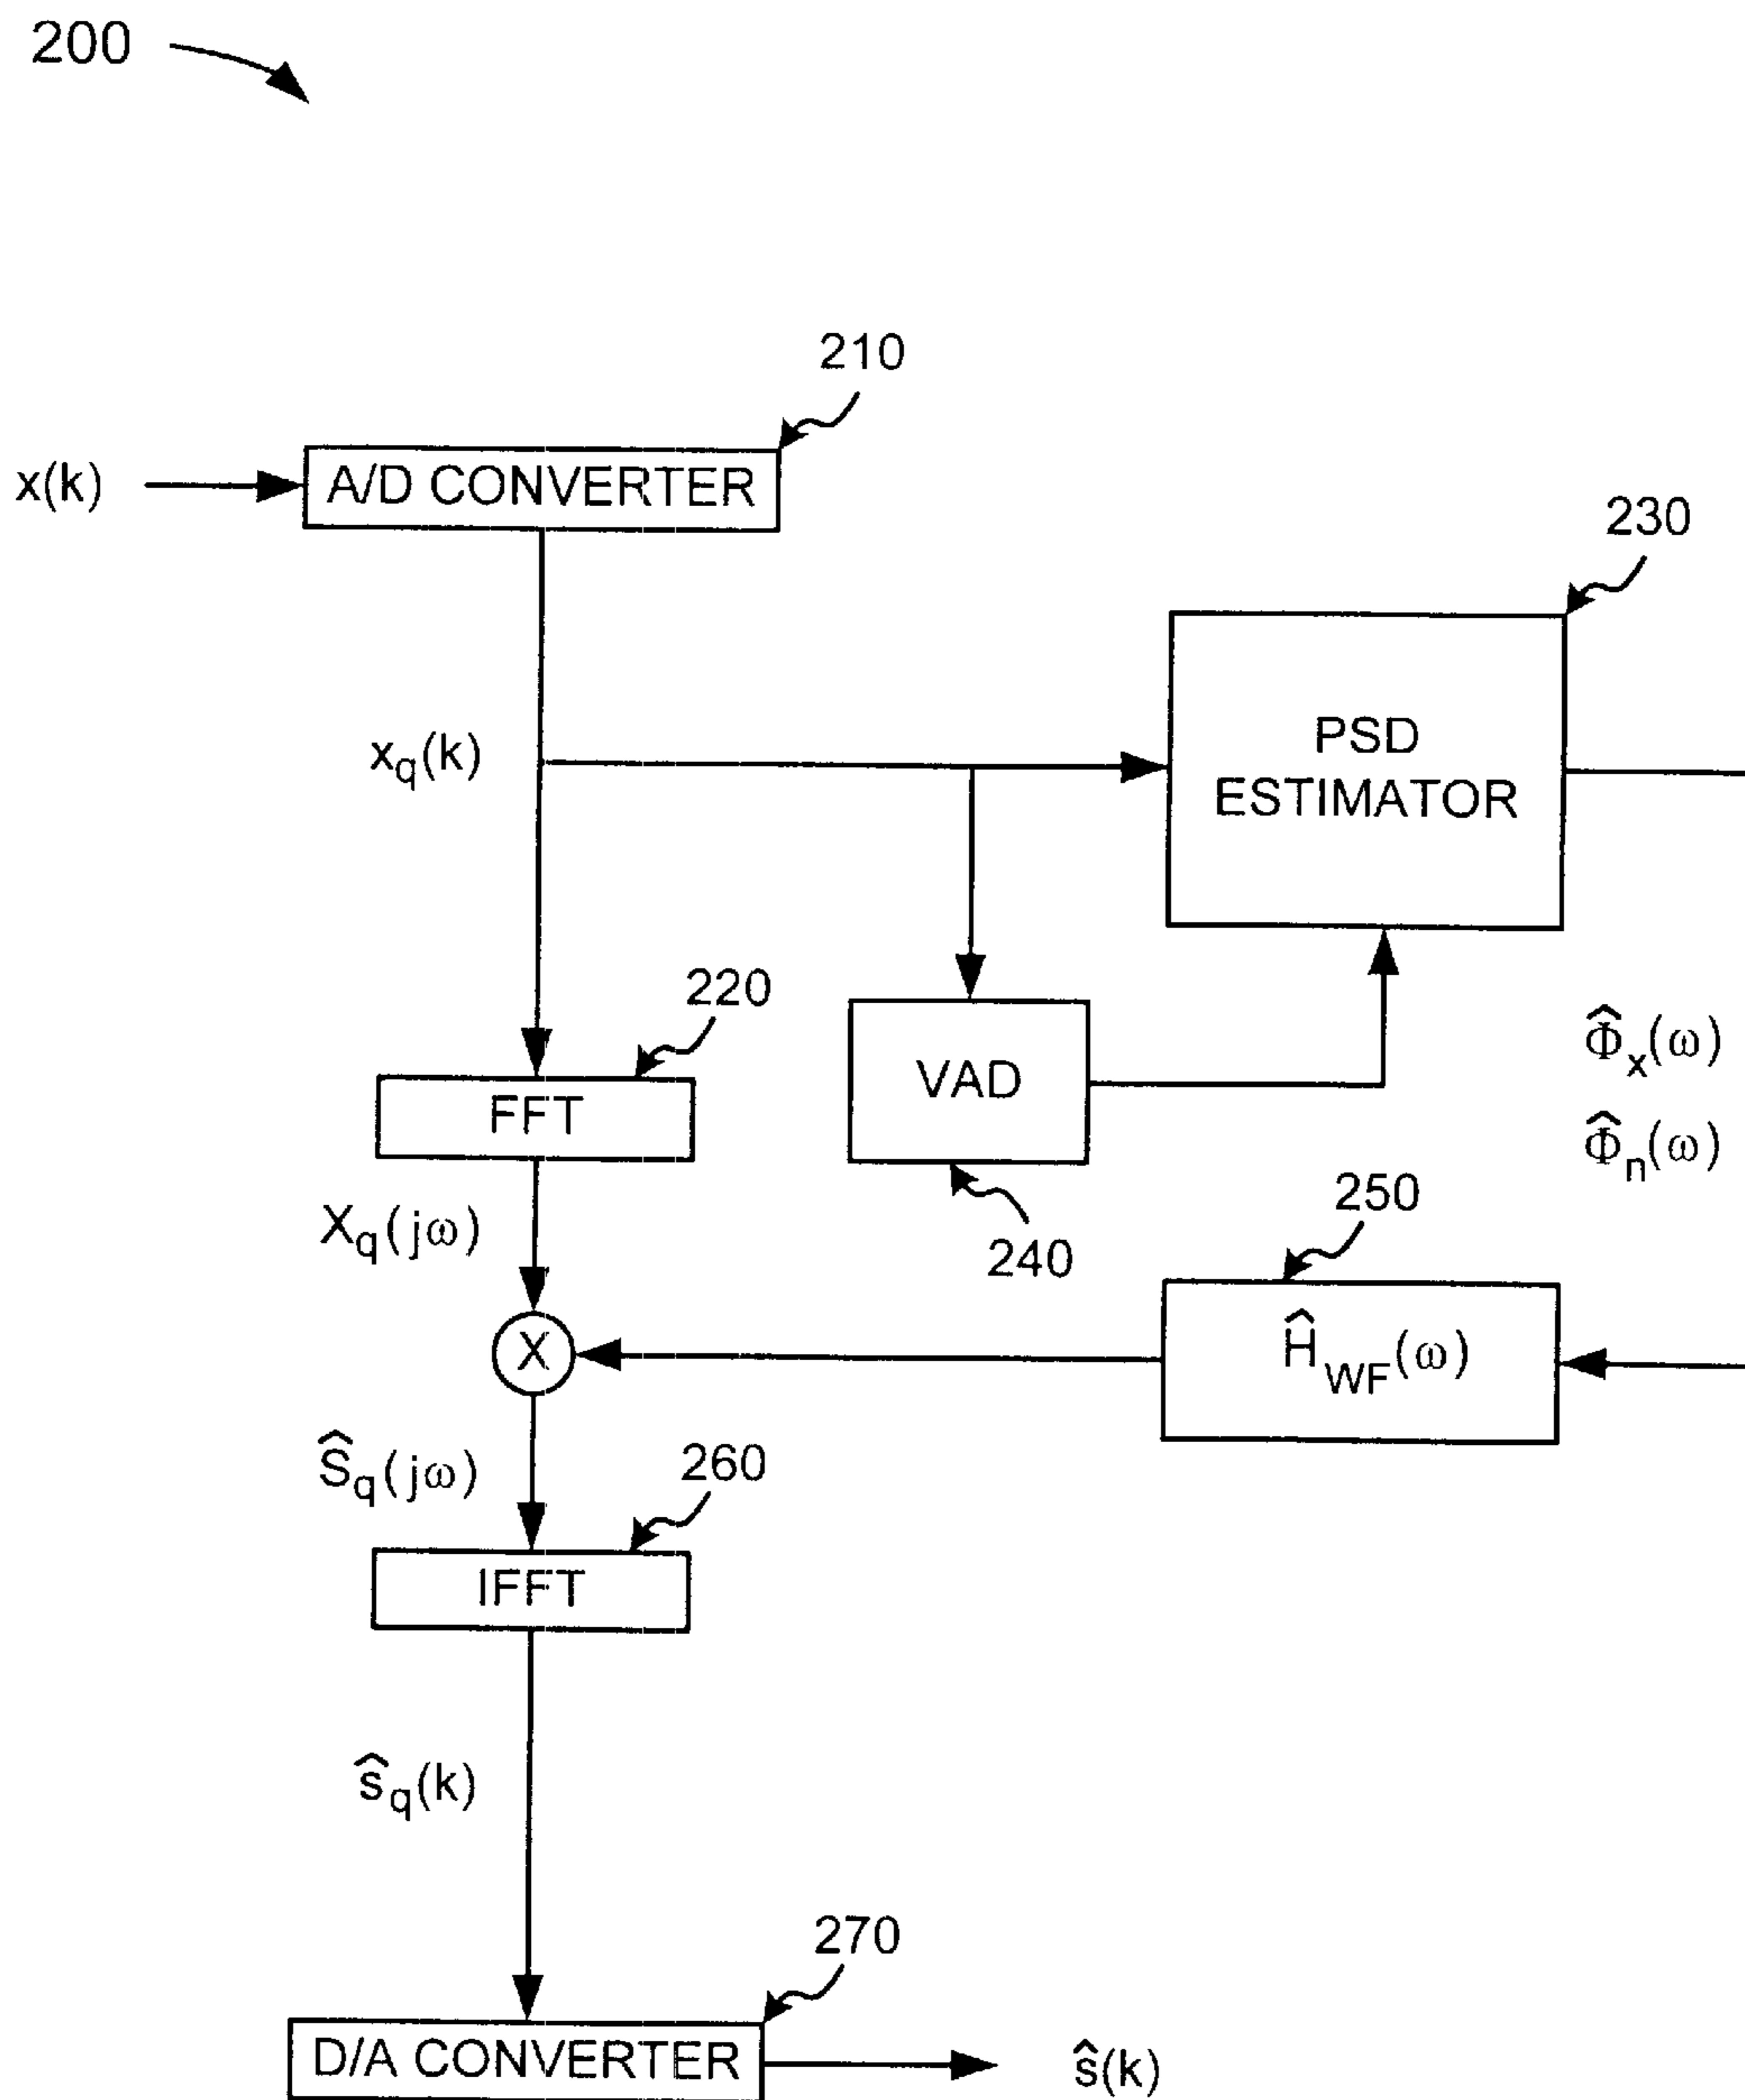 200
210
x(k)
A/D CONVERTER
230
x_q(k)
PSD
ESTIMATOR
220
FFT
VAD
Φ̂_x(ω)
Φ̂_n(ω)
X_q(jω)
240
250
X
Ĥ_WF(ω)
Ŝ_q(jω)
260
IFFT
ŝ_q(k)
270
D/A CONVERTER
ŝ(k)